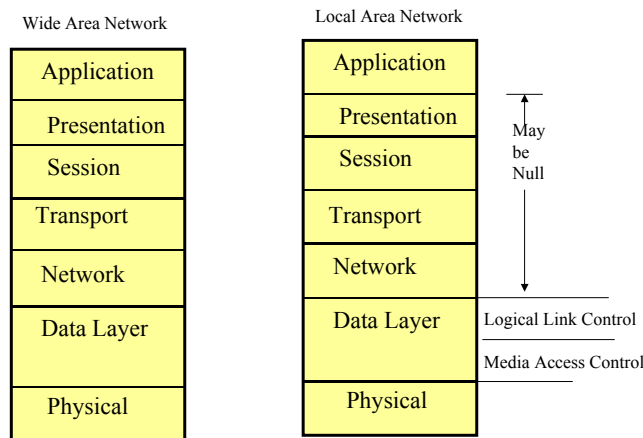 Wide Area Network
Application
Presentation
Session
Transport
Network
Data Layer
Physical
Local Area Network
Application
Presentation
Session
Transport
Network
Data Layer
Physical
May
be
Null
Logical Link Control
Media Access Control